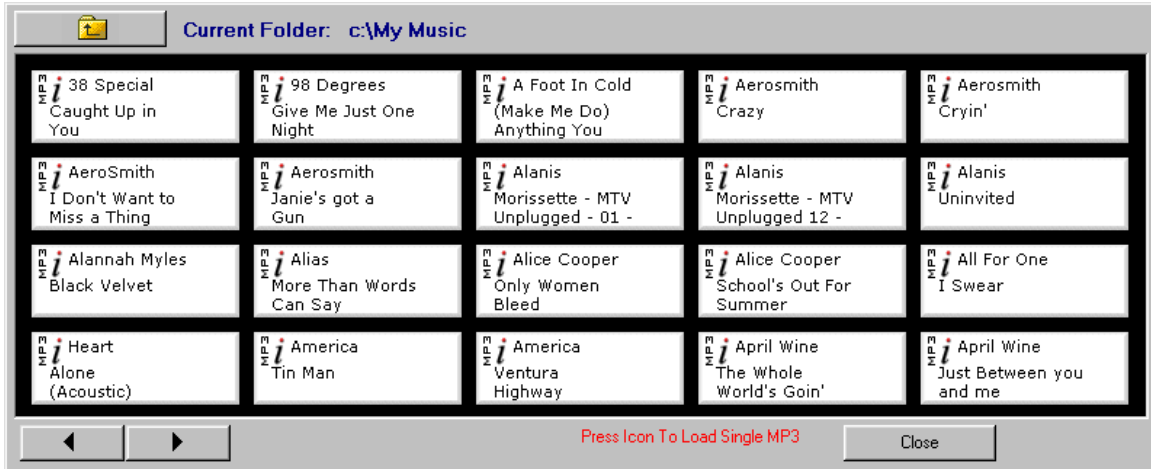 Current Folder: c:\My Music
MP3 i 38 Special
Caught Up in
You
MP3 i 98 Degrees
Give Me Just One
Night
MP3 i A Foot In Cold
(Make Me Do)
Anything You
MP3 i Aerosmith
Crazy
MP3 i Aerosmith
Cryin'
MP3 i AeroSmith
I Don't Want to
Miss a Thing
MP3 i Aerosmith
Janie's got a
Gun
MP3 i Alanis
Morissette - MTV
Unplugged - 01 -
MP3 i Alanis
Morissette - MTV
Unplugged 12 -
MP3 i Alanis
Uninvited
MP3 i Alannah Myles
Black Velvet
MP3 i Alias
More Than Words
Can Say
MP3 i Alice Cooper
Only Women
Bleed
MP3 i Alice Cooper
School's Out For
Summer
MP3 i All For One
I Swear
MP3 i Heart
Alone
(Acoustic)
MP3 i America
Tin Man
MP3 i America
Ventura
Highway
MP3 i April Wine
The Whole
World's Goin'
MP3 i April Wine
Just Between you
and me
Press Icon To Load Single MP3
Close